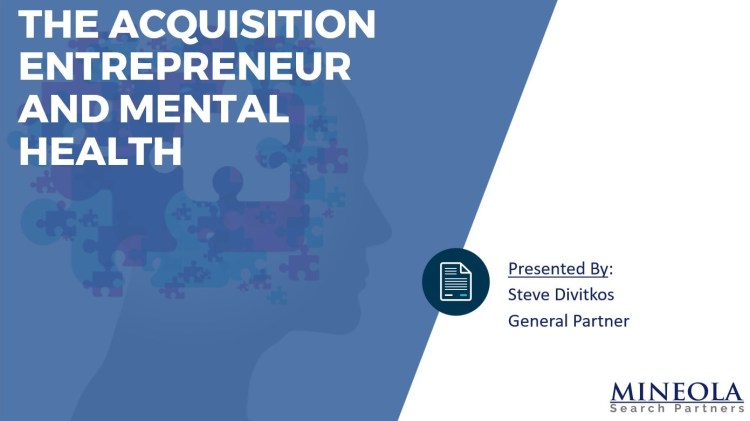 THE ACQUISITION
ENTREPRENEUR
AND MENTAL
HEALTH
Presented By:
Steve Divitkos
General Partner
MINEOLA
Search Partners